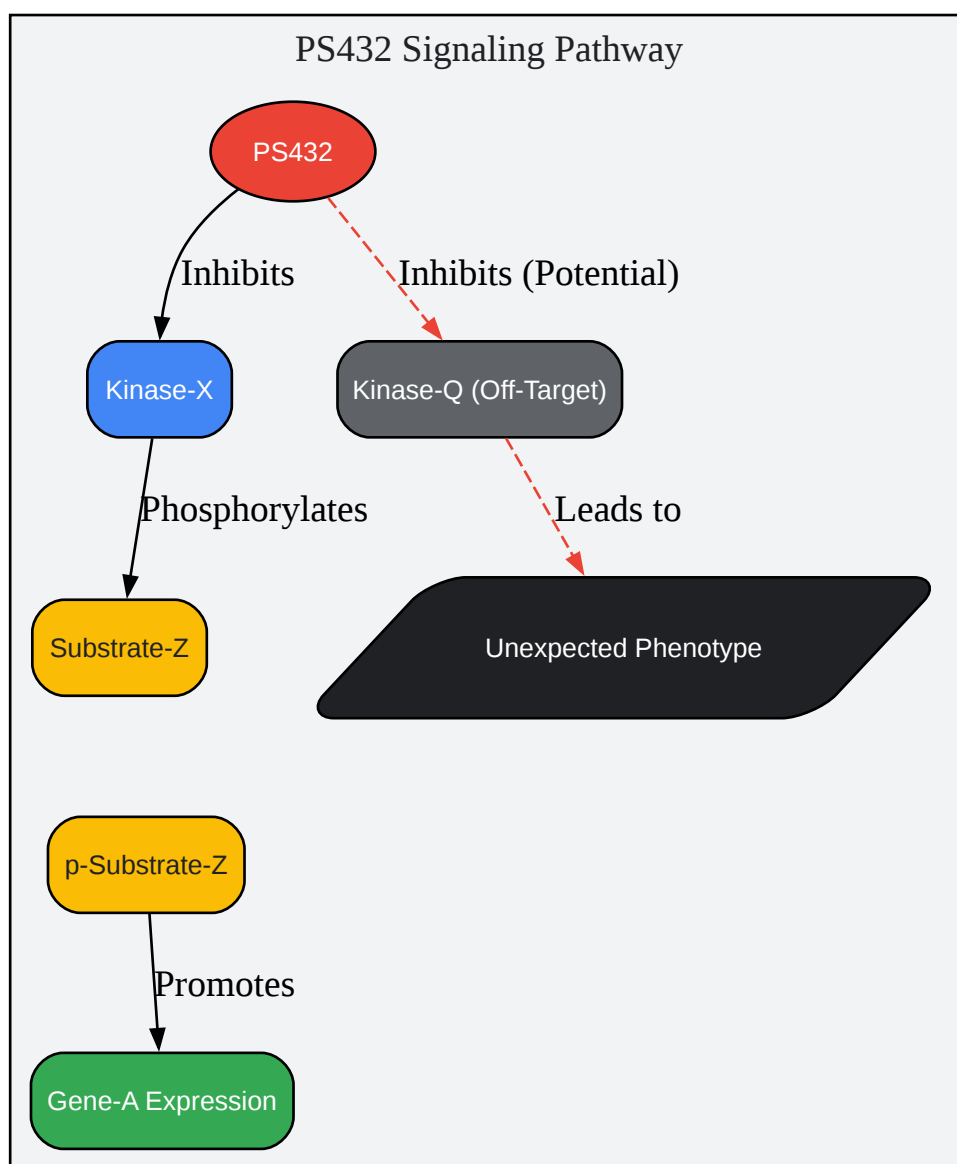 PS432 Signaling Pathway
PS432
Inhibits
Inhibits (Potential)
Kinase-X
Kinase-Q (Off-Target)
Phosphorylates
Leads to
Substrate-Z
Unexpected Phenotype
p-Substrate-Z
Promotes
Gene-A Expression